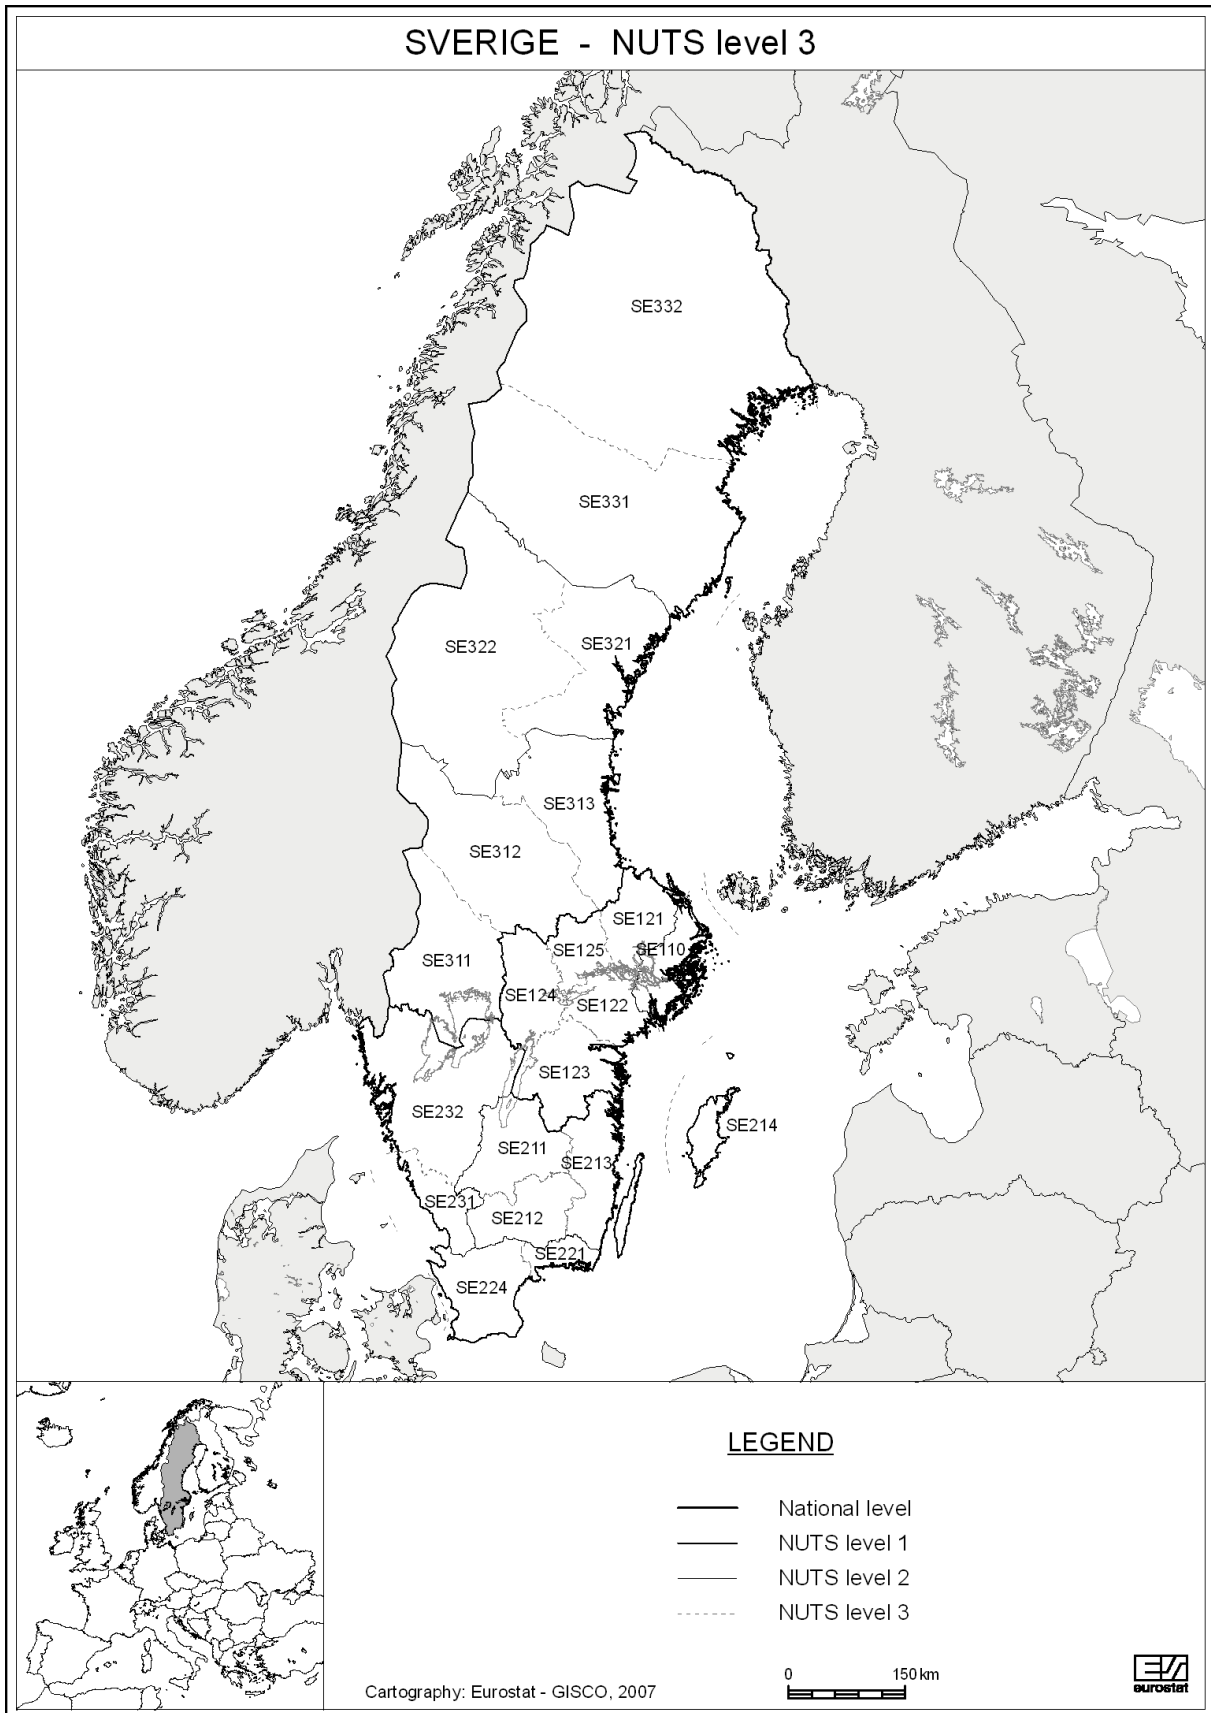 SVERIGE - NUTS level 3
SE332
SE331
SE322
SE321
SE313
SE312
SE121
SE125
SE110
SE311
SE124
SE122
SE123
SE232
SE214
SE211
SE213
SE231
SE212
SE221
SE224
LEGEND
National level
NUTS level 1
NUTS level 2
NUTS level 3
0 150 km
Cartography: Eurostat - GISCO, 2007
eurostat